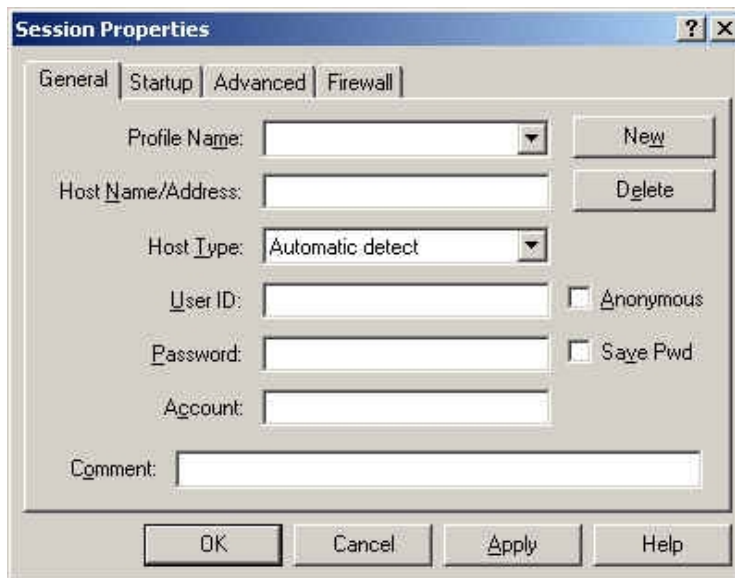 Session Properties
General Startup Advanced Firewall
Profile Name: New
Host Name/Address: Delete
Host Type: Automatic detect
User ID: Anonymous
Password: Save Pwd
Account:
Comment:
OK Cancel Apply Help